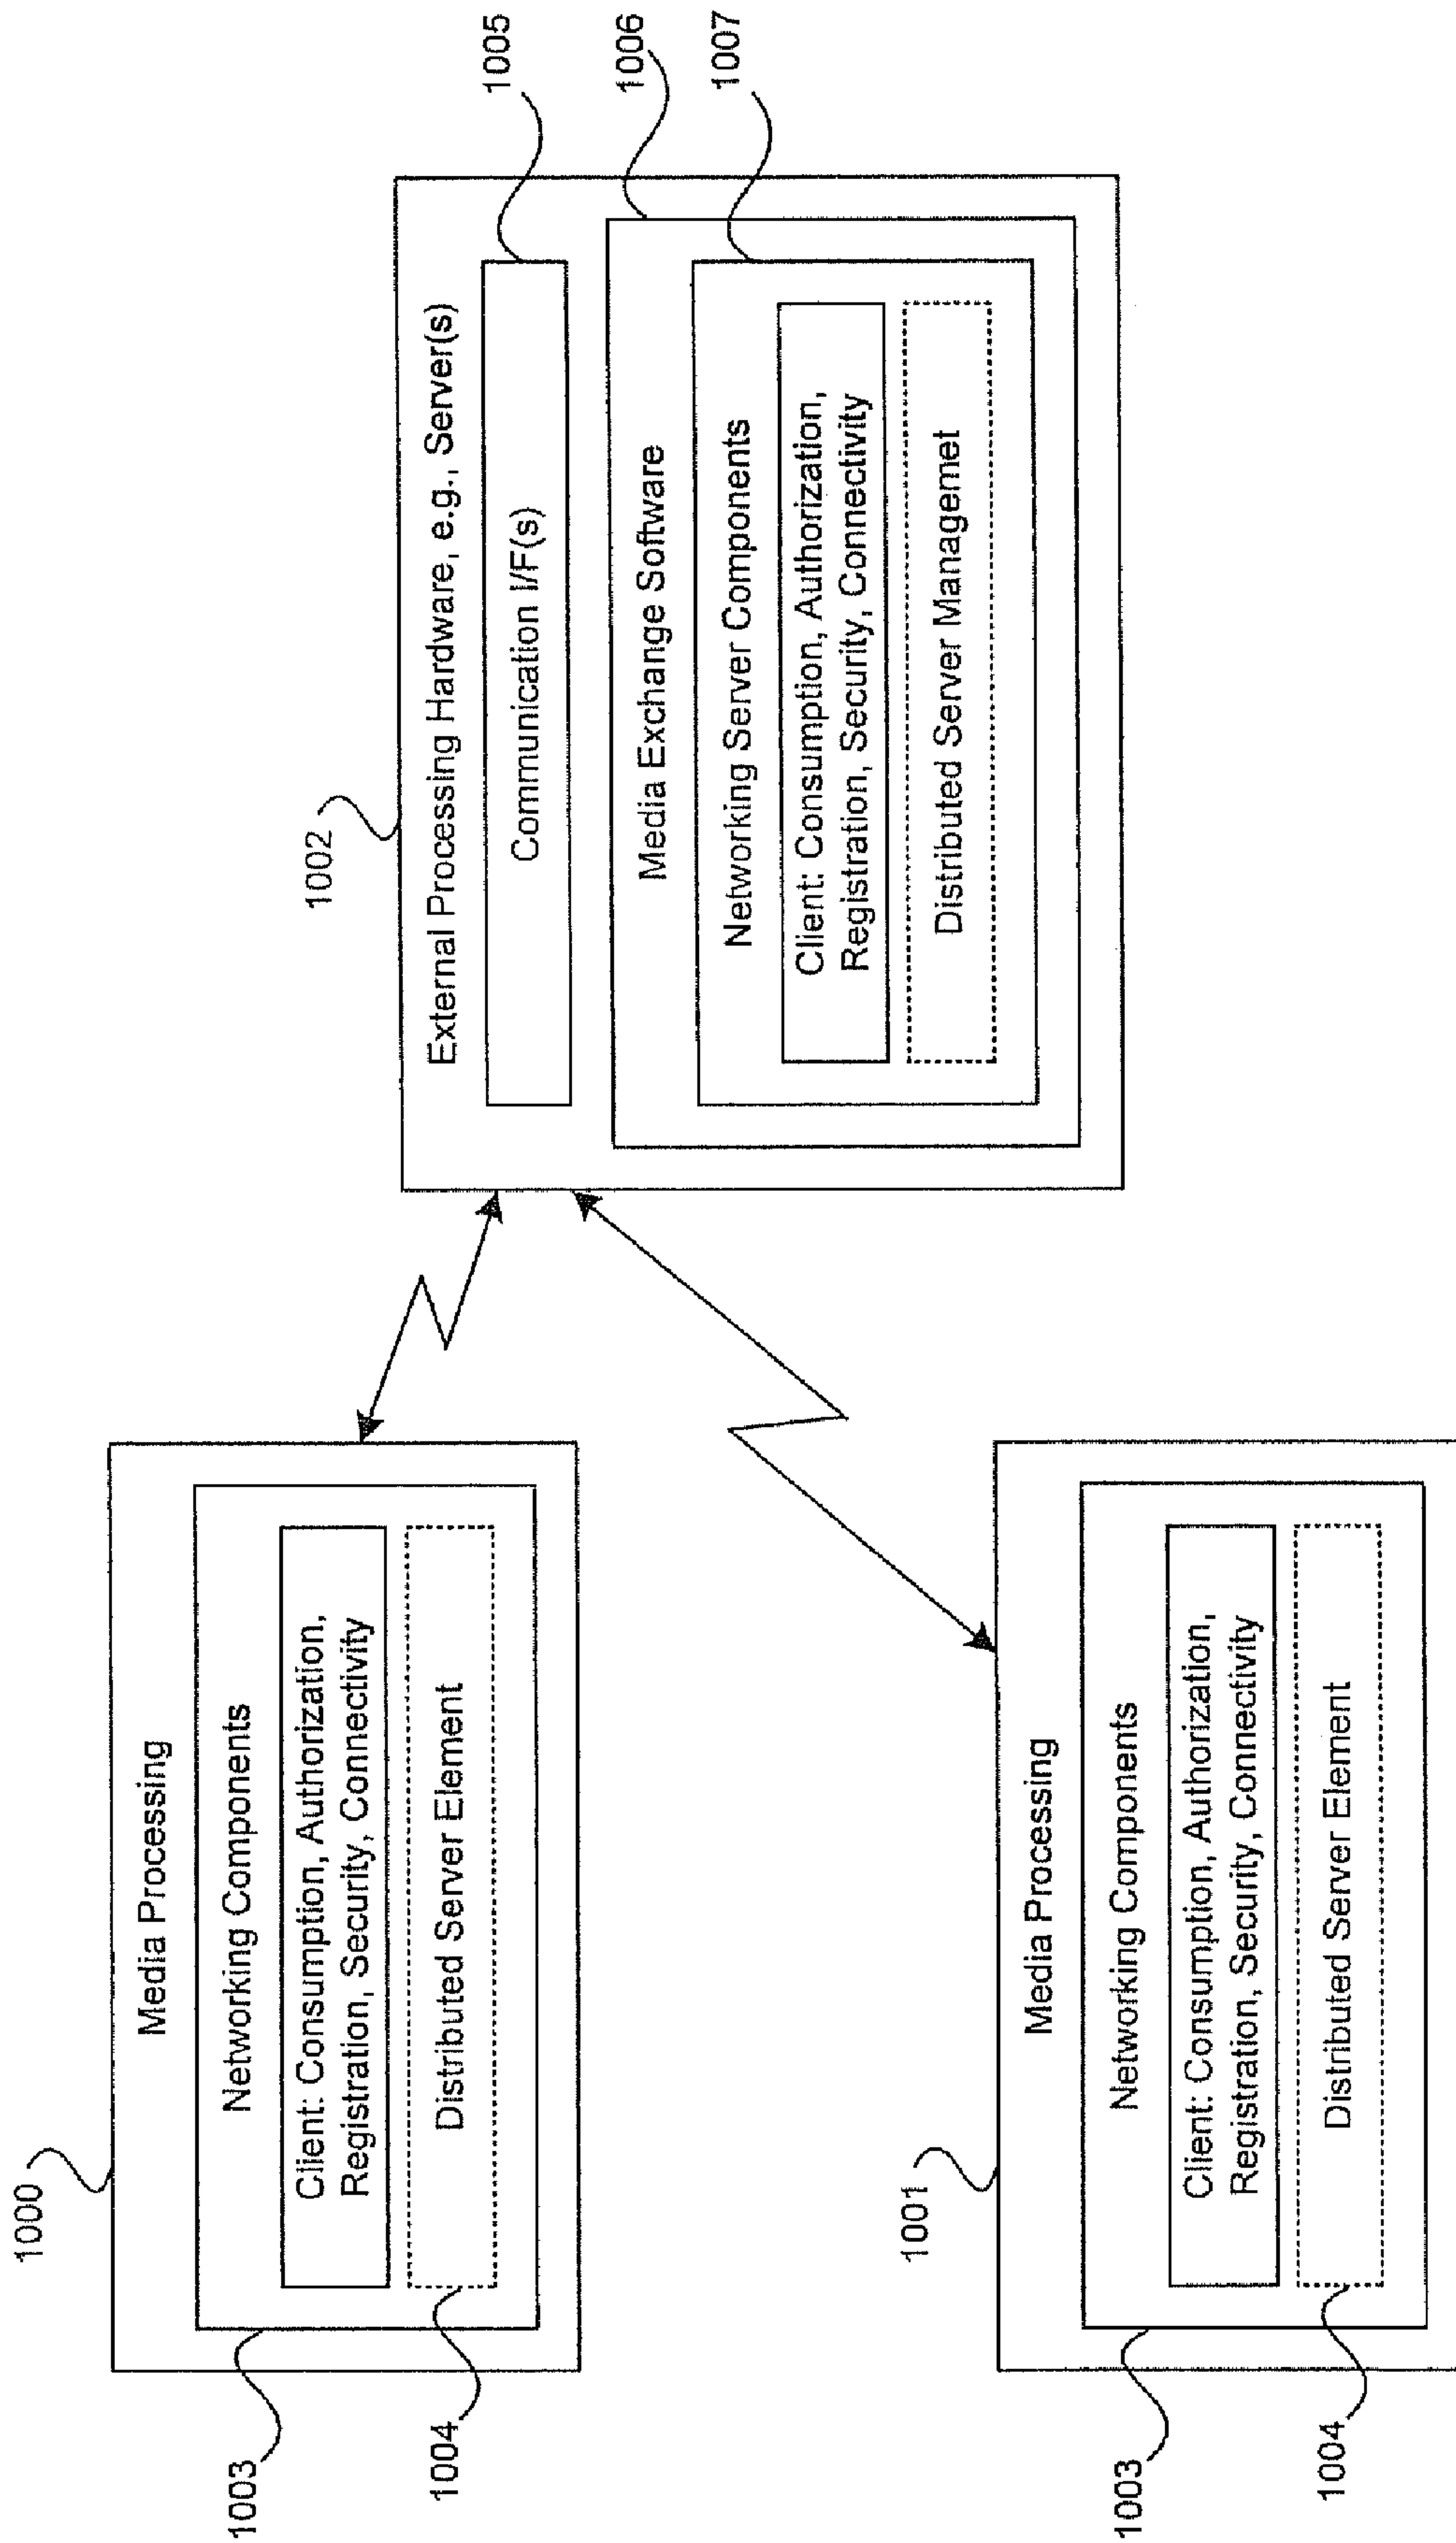 1000
Media Processing
Networking Components
Client: Consumption, Authorization,
Registration, Security, Connectivity
Distributed Server Element
1003
1004
1002
External Processing Hardware, e.g., Server(s)
Communication I/F(s)
Media Exchange Software
Networking Server Components
Client: Consumption, Authorization,
Registration, Security, Connectivity
Distributed Server Managemet
1005
1006
1007
1001
Media Processing
Networking Components
Client: Consumption, Authorization,
Registration, Security, Connectivity
Distributed Server Element
1003
1004